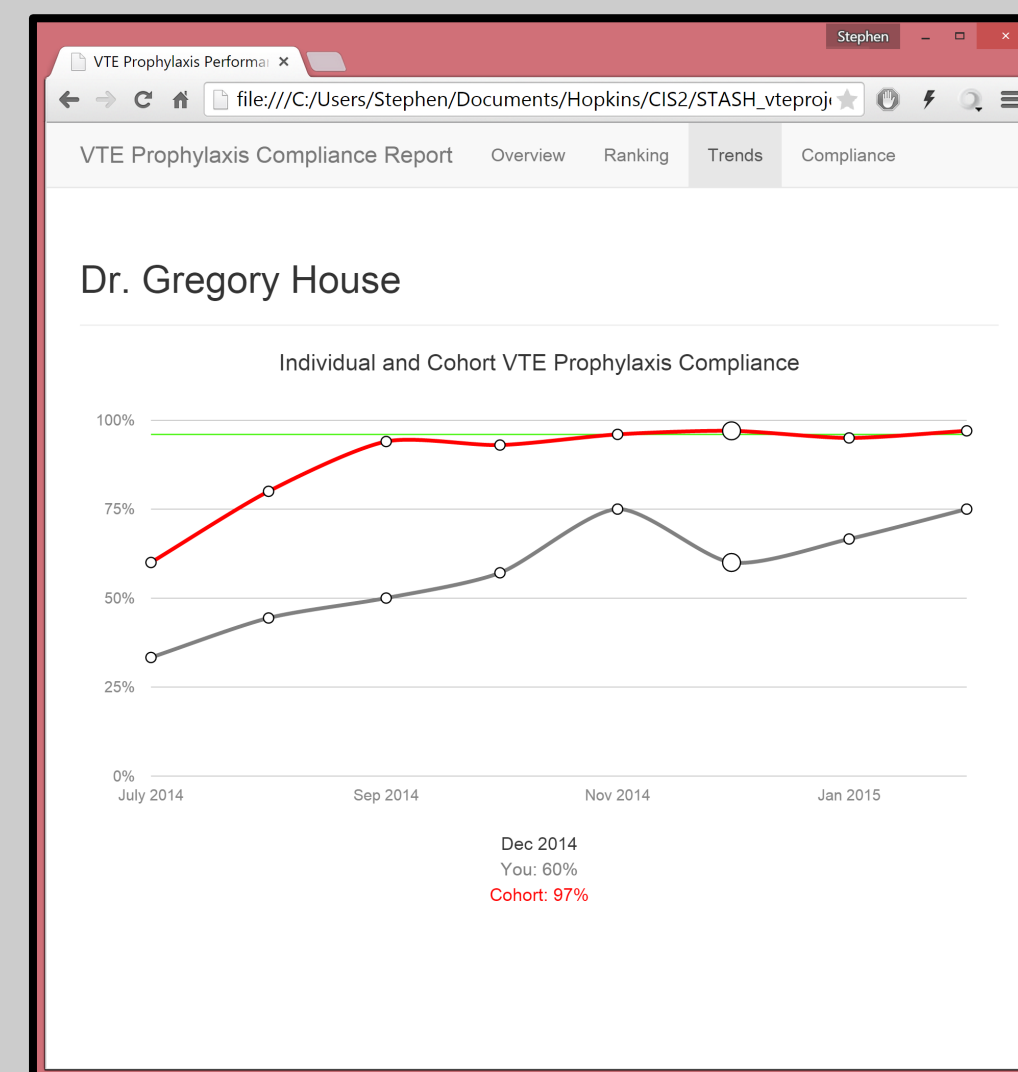 Stephen
VTE Prophylaxis Performa
file:///C:/Users/Stephen/Documents/Hopkins/CIS2/STASH_vteproj
VTE Prophylaxis Compliance Report Overview Ranking Trends Compliance
Dr. Gregory House
Individual and Cohort VTE Prophylaxis Compliance
100%
75%
50%
25%
0%
July 2014 Sep 2014 Nov 2014 Jan 2015
Dec 2014
You: 60%
Cohort: 97%